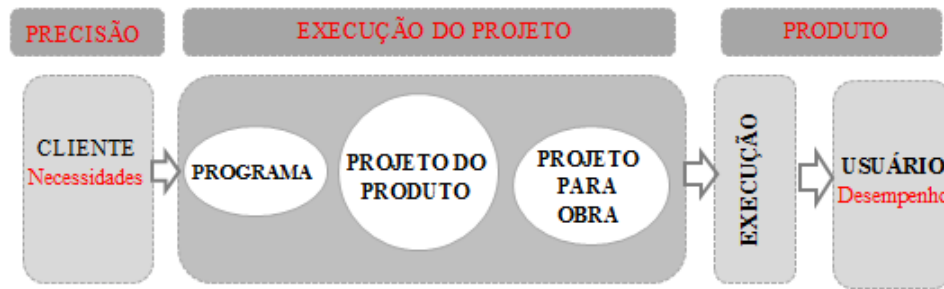 PRECISÃO
EXECUÇÃO DO PROJETO
PRODUTO
CLIENTE
Necessidades
PROGRAMA
PROJETO DO
PRODUTO
PROJETO
PARA
OBRA
EXECUÇÃO
USUÁRIO
Desempenho